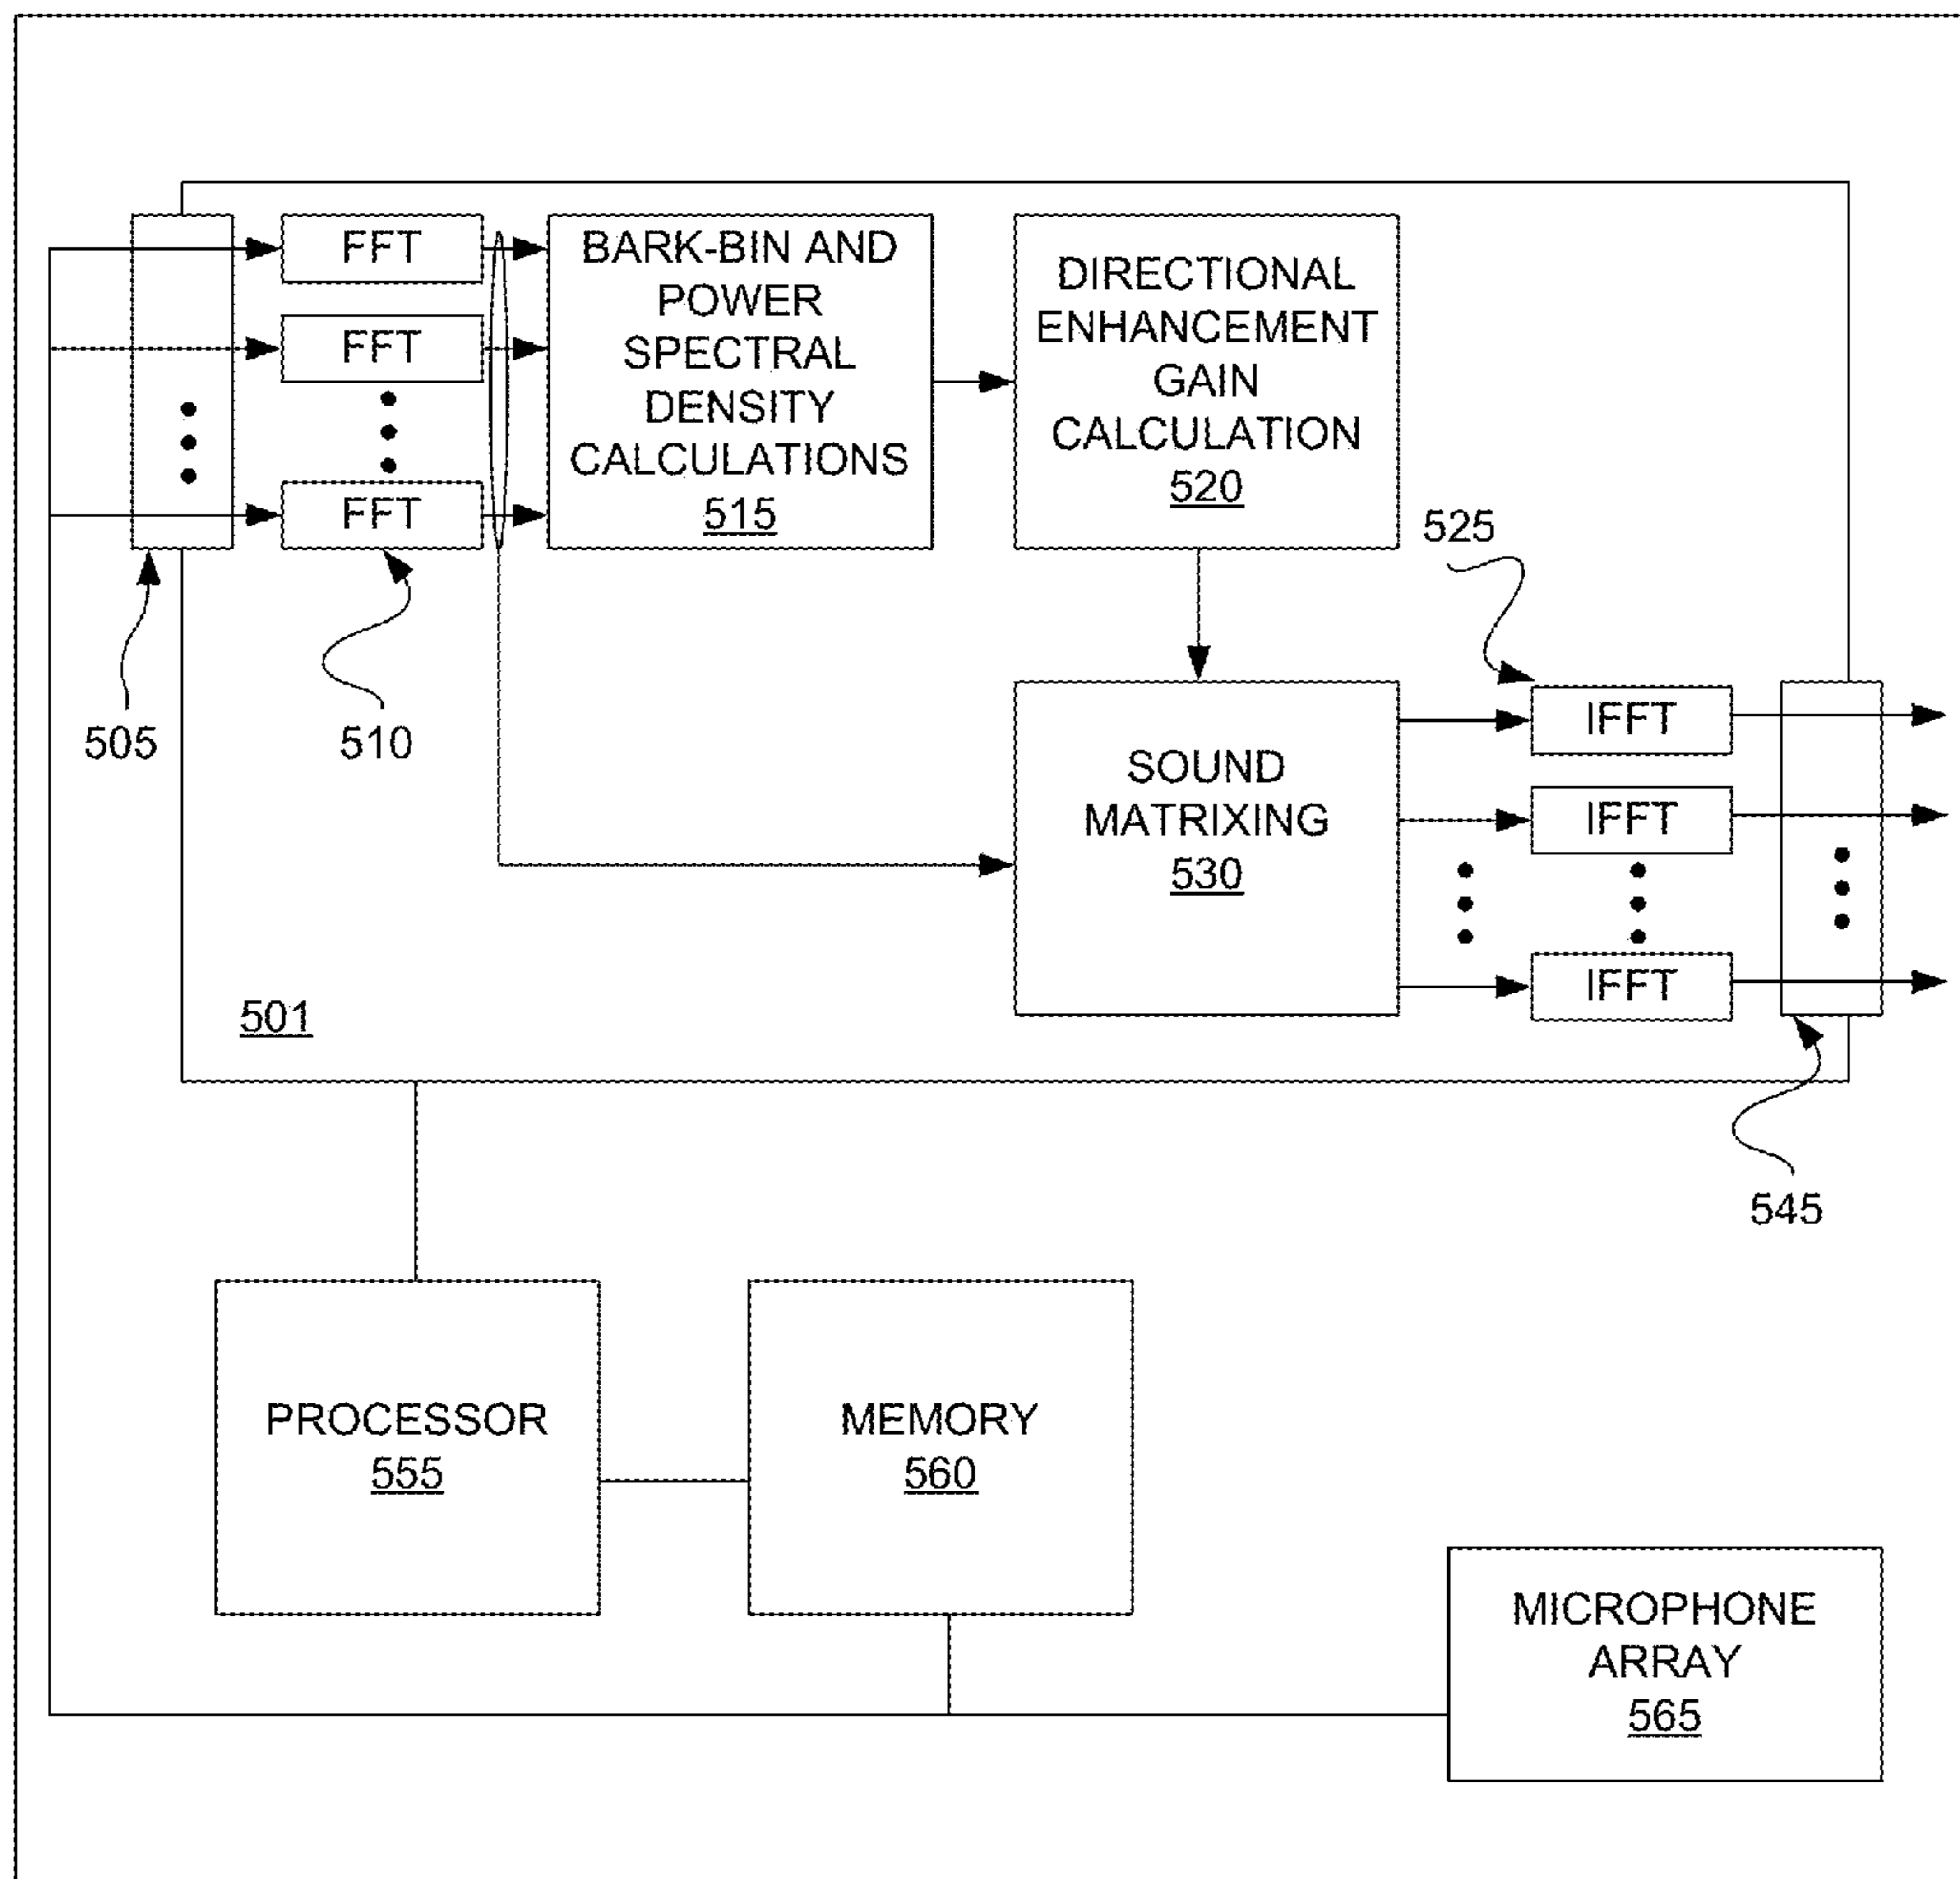 FFT
FFT
FFT
BARK-BIN AND
POWER
SPECTRAL
DENSITY
CALCULATIONS
515
DIRECTIONAL
ENHANCEMENT
GAIN
CALCULATION
520
525
505
510
SOUND
MATRIXING
530
IFFT
IFFT
IFFT
501
545
PROCESSOR
555
MEMORY
560
MICROPHONE
ARRAY
565